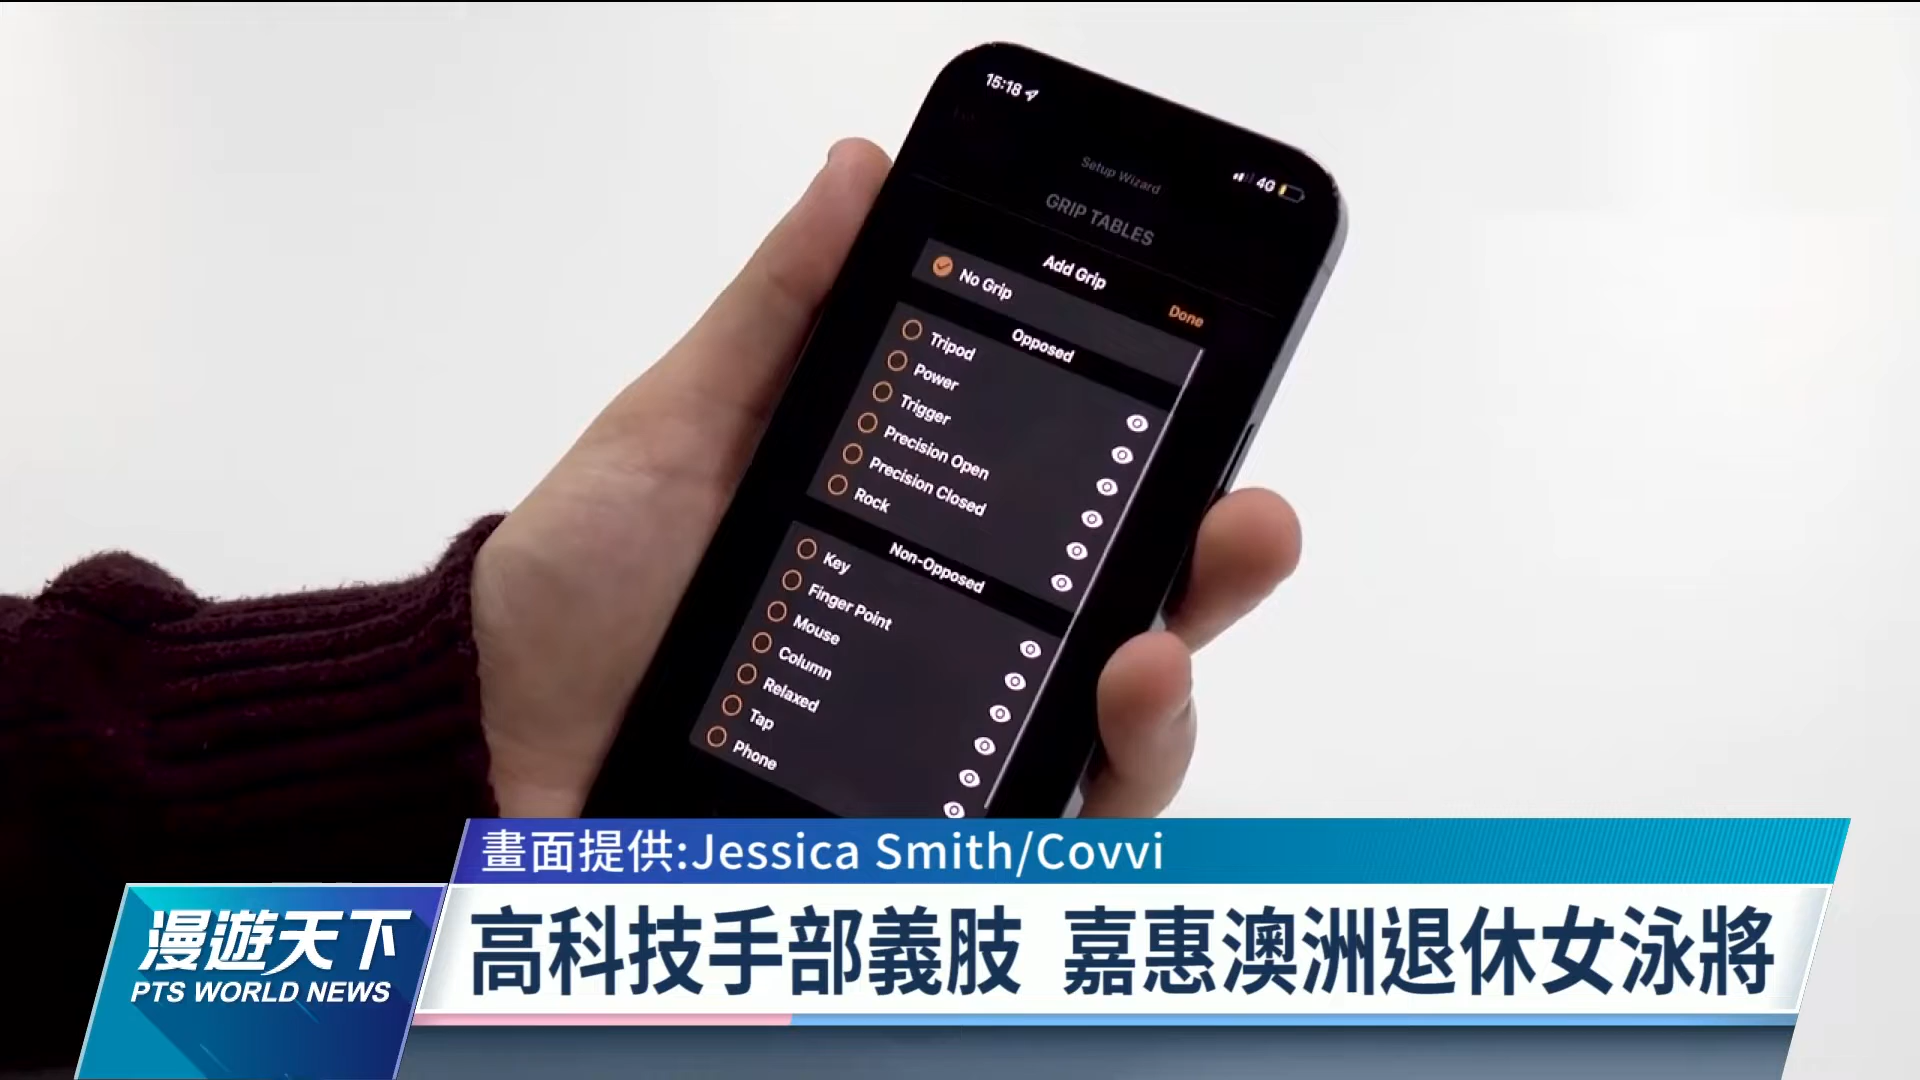 15:18
4G
Setup Wizard
GRIP TABLES
Add Grip
Done
No Grip
Opposed
Tripod
Power
Trigger
Precision Open
Precision Closed
Rock
Non-Opposed
Key
Finger Point
Mouse
Column
Relaxed
Tap
Phone
畫面提供:Jessica Smith/Covvi
漫遊天下
PTS WORLD NEWS
高科技手部義肢 嘉惠澳洲退休女泳將